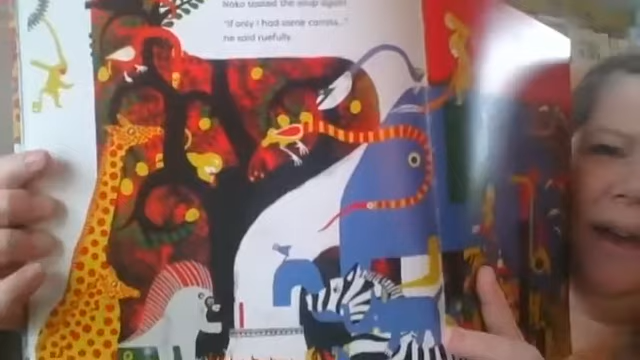 Noko tasted the soup again.
"If only I had some carrots..."
he said ruefully.